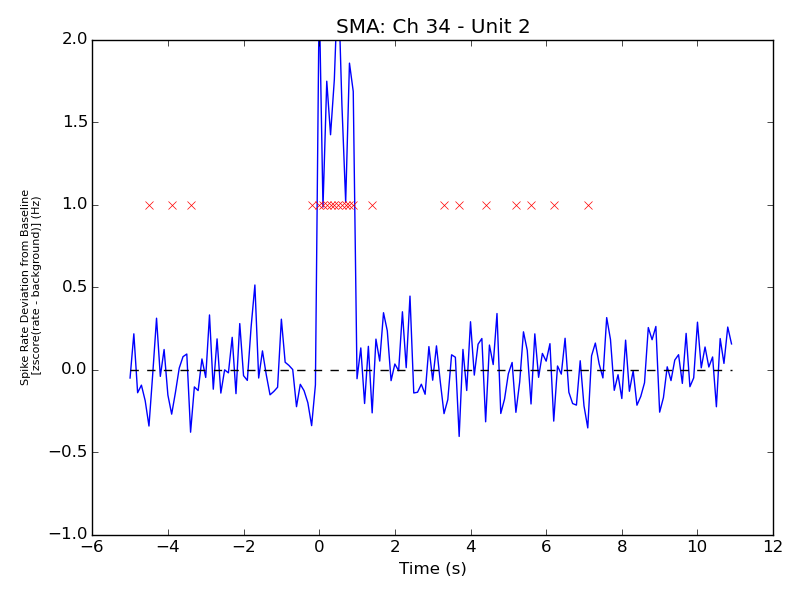 SMA: Ch 34 - Unit 2
2.0
1.5
1.0
0.5
0.0
−0.5
−1.0
Spike Rate Deviation from Baseline
[zscore(rate - background)] (Hz)
−6 −4 −2 0 2 4 6 8 10 12
Time (s)